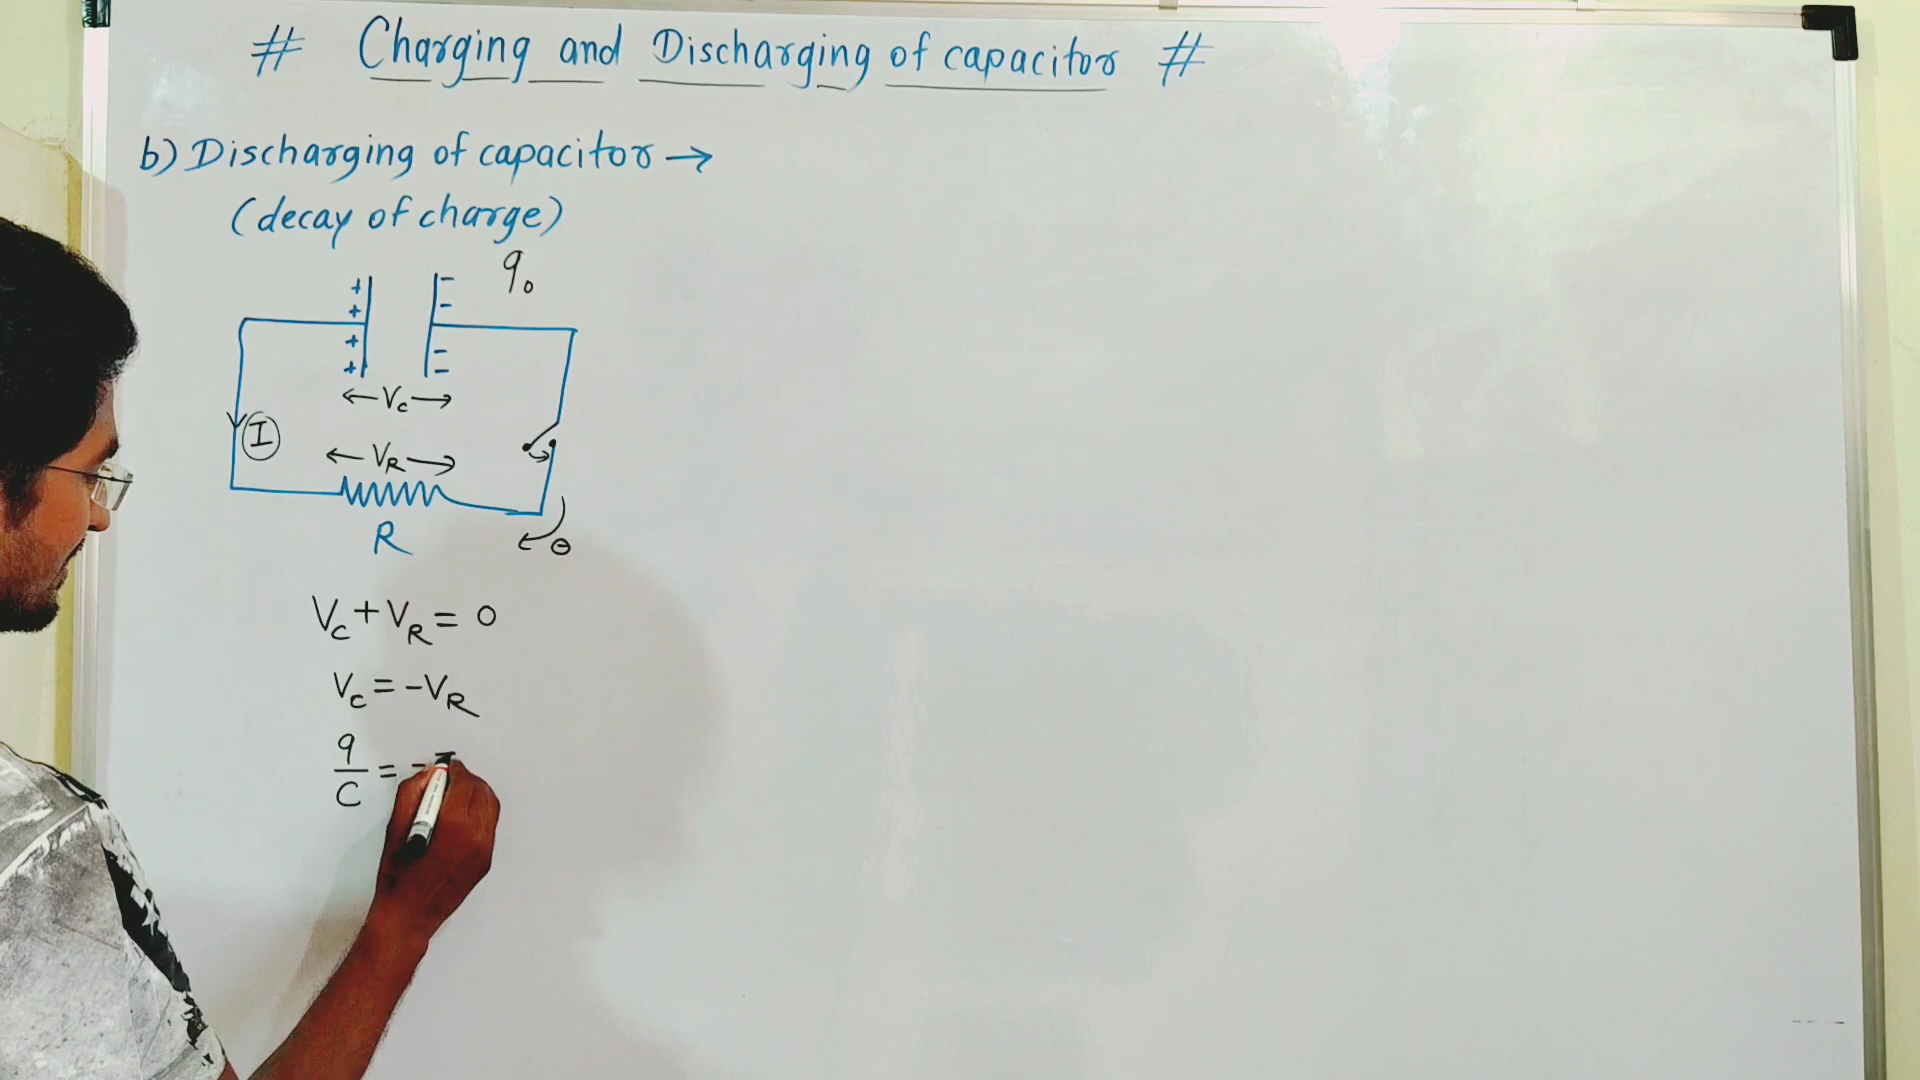 # Charging and Discharging of capacitor #
b) Discharging of capacitor →
(decay of charge)
q₀
+ + + +
- - - -
← Vc →
I
← VR →
R
⊖
Vc + VR = 0
Vc = -VR
q/C = -